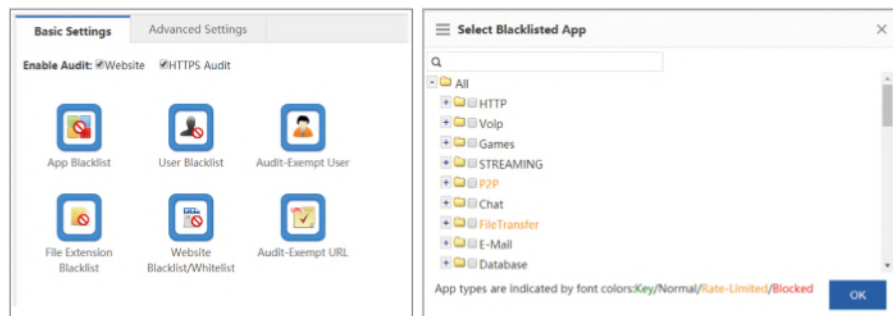 Basic Settings
Advanced Settings
Enable Audit: Website HTTPS Audit
App Blacklist
User Blacklist
Audit-Exempt User
File Extension
Blacklist
Website
Blacklist/Whitelist
Audit-Exempt URL
Select Blacklisted App
All
HTTP
VoIp
Games
STREAMING
P2P
Chat
FileTransfer
E-Mail
Database
App types are indicated by font colors:Key/Normal/Rate-Limited/Blocked
OK